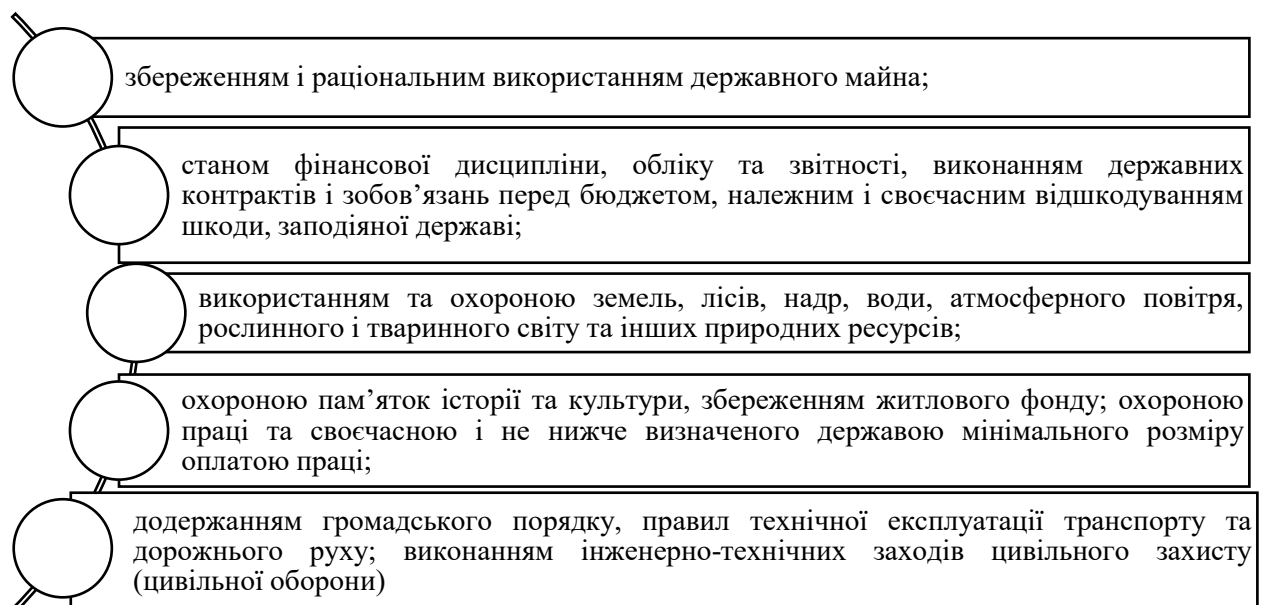 збереженням і раціональним використанням державного майна;
станом фінансової дисципліни, обліку та звітності, виконанням державних
контрактів і зобов’язань перед бюджетом, належним і своєчасним відшкодуванням
шкоди, заподіяної державі;
використанням та охороною земель, лісів, надр, води, атмосферного повітря,
рослинного і тваринного світу та інших природних ресурсів;
охороною пам’яток історії та культури, збереженням житлового фонду; охороною
праці та своєчасною і не нижче визначеного державою мінімального розміру
оплатою праці;
додержанням громадського порядку, правил технічної експлуатації транспорту та
дорожнього руху; виконанням інженерно-технічних заходів цивільного захисту
(цивільної оборони)